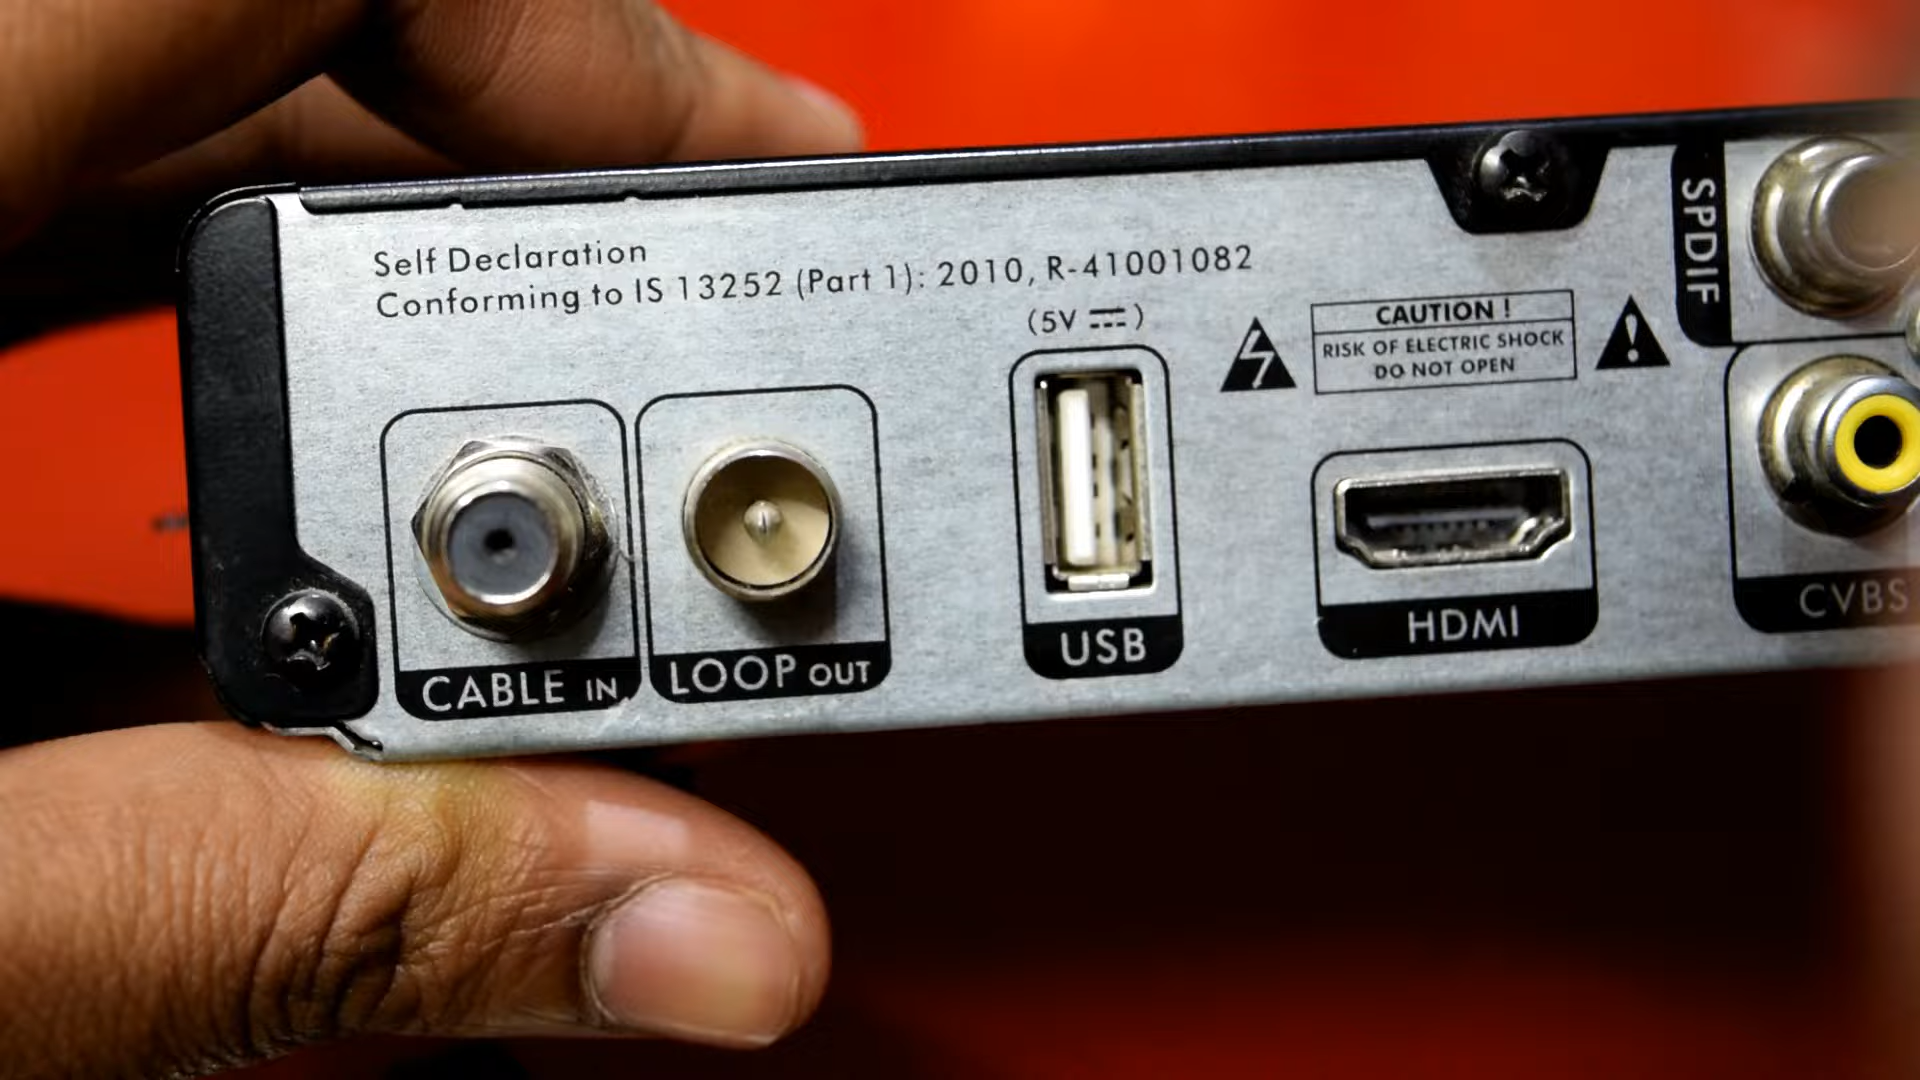 Self Declaration
Conforming to IS 13252 (Part 1): 2010, R-41001082
(5V ⎓)
CAUTION !
RISK OF ELECTRIC SHOCK
DO NOT OPEN
SPDIF
CABLE IN
LOOP OUT
USB
HDMI
CVBS